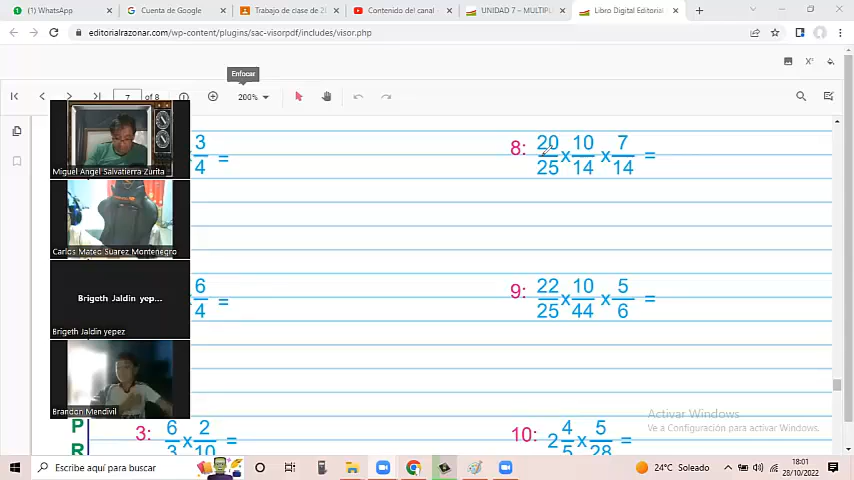 (1) WhatsApp
Cuenta de Google
Trabajo de clase de 2
Contenido del canal
UNIDAD 7 – MULTIPL
Libro Digital Editorial
editorialrazonar.com/wp-content/plugins/sac-visorpdf/includes/visor.php
Enfocar
7 of 8
200%
3/4 =
8: 20/25 x 10/14 x 7/14 =
Miguel Angel Salvatierra Zurita
Carlos Mateo Suarez Montenegro
Brigeth Jaldin yep...
Brigeth Jaldin yepez
6/4 =
9: 22/25 x 10/44 x 5/6 =
Brandon Mendivil
Activar Windows
Ve a Configuración para activar Windows.
P
R
3: 6/3 x 2/10 =
10: 2 4/5 x 5/28 =
Escribe aquí para buscar
24°C Soleado
18:01
28/10/2022